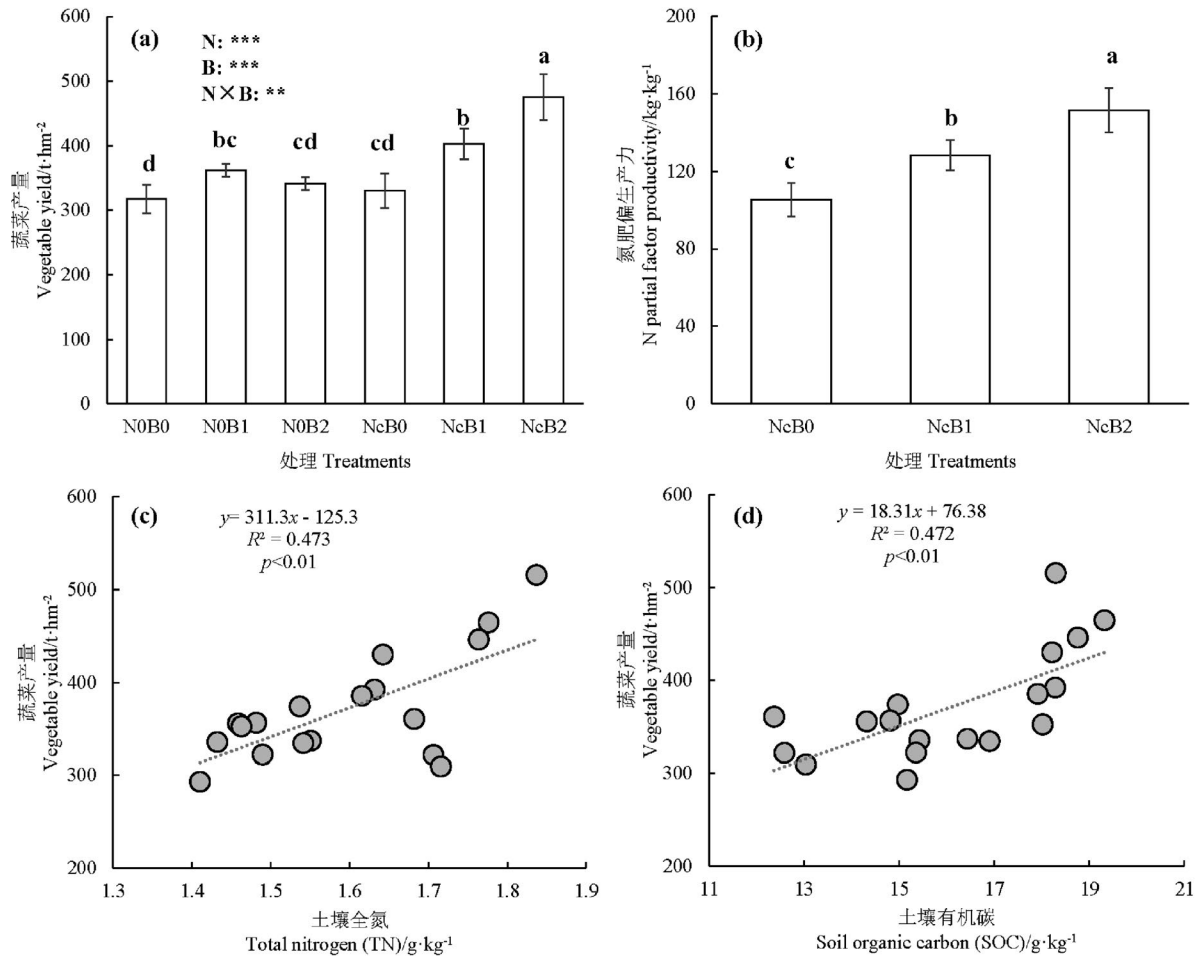 (a)
N: ***
B: ***
N×B: **
600
500
400
300
200
100
0
蔬菜产量
Vegetable yield/t·hm⁻²
d
bc
cd
cd
b
a
N0B0
N0B1
N0B2
NcB0
NcB1
NcB2
处理 Treatments
(b)
200
160
120
80
40
0
氮肥偏生产力
N partial factor productivity/kg·kg⁻¹
c
b
a
NcB0
NcB1
NcB2
处理 Treatments
(c)
y= 311.3x - 125.3
R² = 0.473
p<0.01
600
500
400
300
200
蔬菜产量
Vegetable yield/t·hm⁻²
1.3
1.4
1.5
1.6
1.7
1.8
1.9
土壤全氮
Total nitrogen (TN)/g·kg⁻¹
(d)
y = 18.31x + 76.38
R² = 0.472
p<0.01
600
500
400
300
200
蔬菜产量
Vegetable yield/t·hm⁻²
11
13
15
17
19
21
土壤有机碳
Soil organic carbon (SOC)/g·kg⁻¹